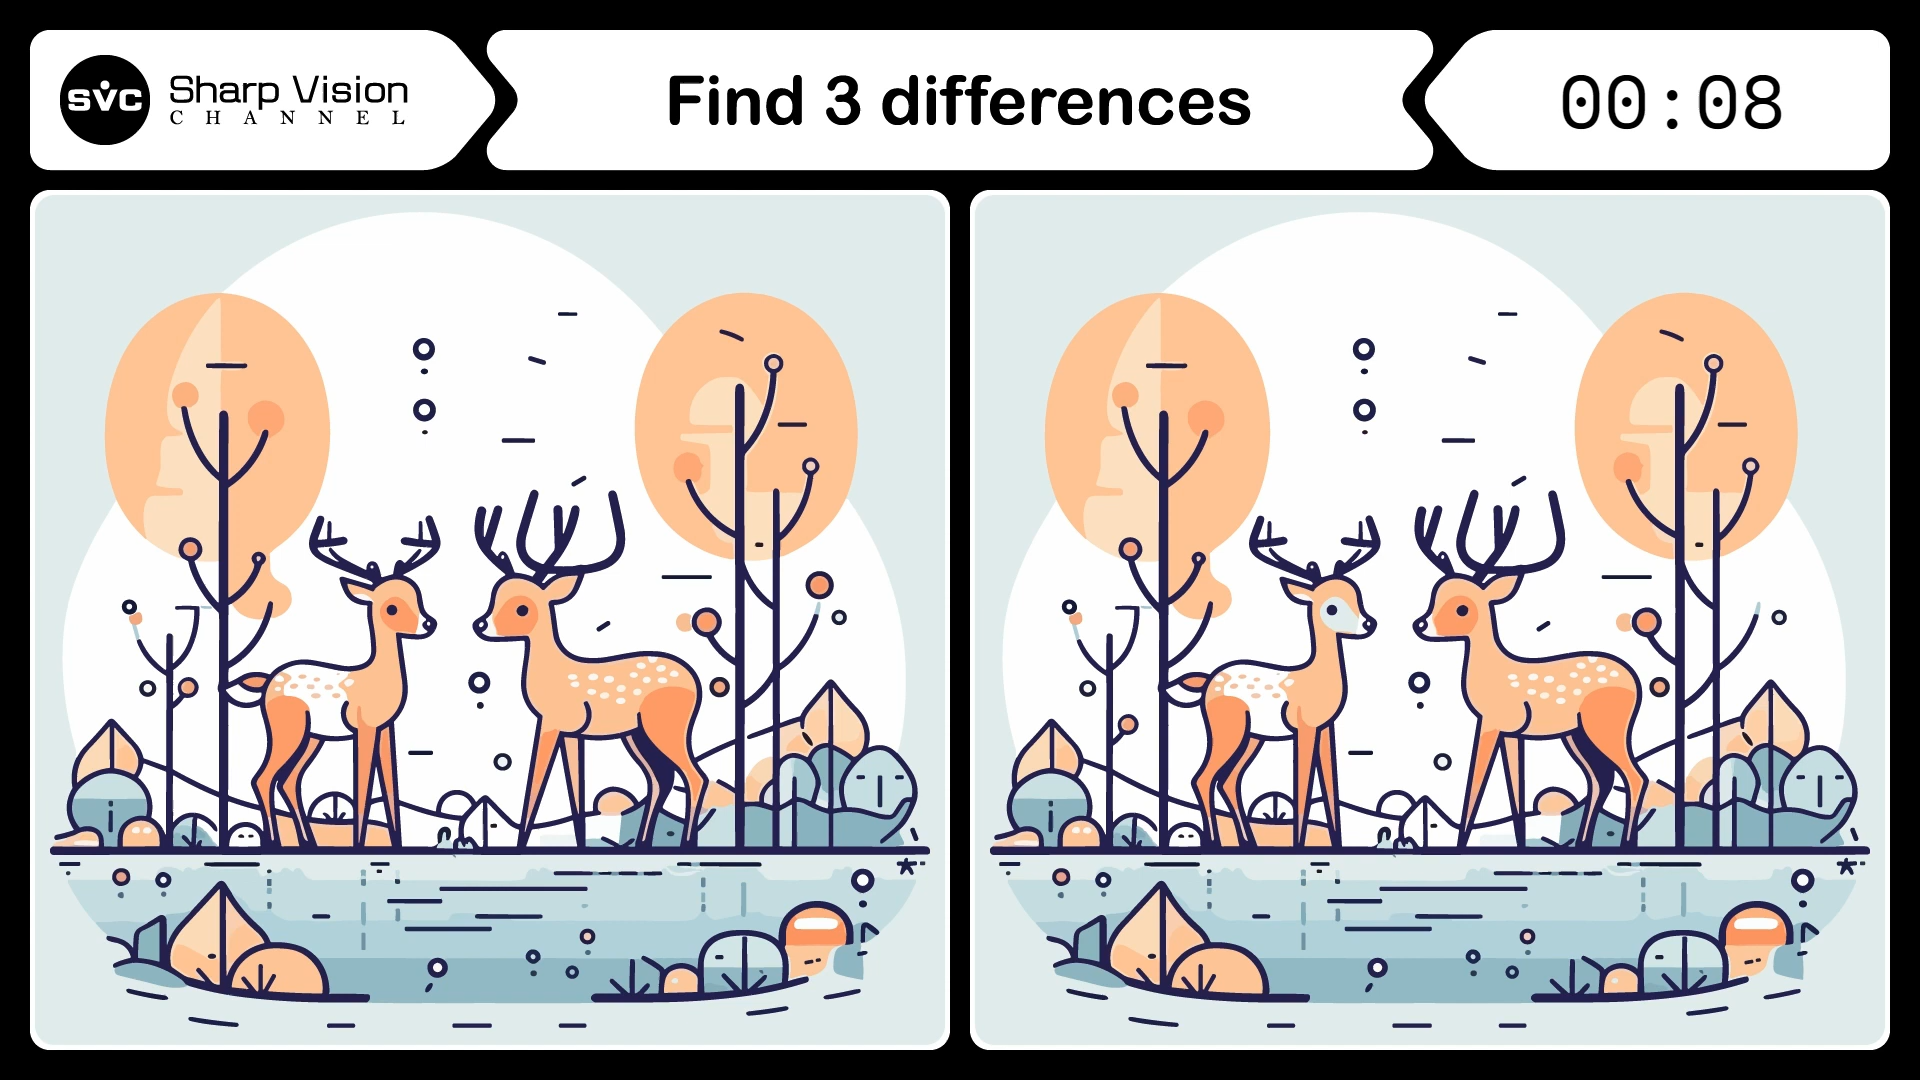 SVC
Sharp Vision
CHANNEL
Find 3 differences
00:08